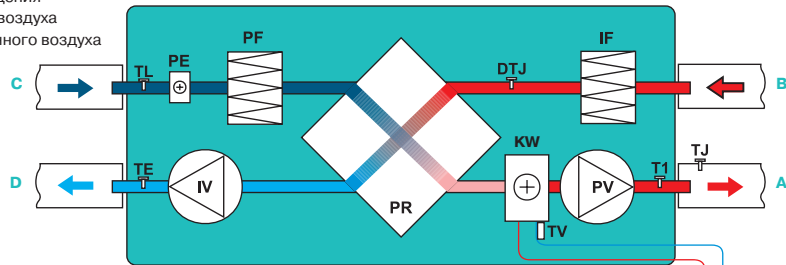 воздуха
нного воздуха
PF
IF
PE
TL
DTJ
C
B
KW
TJ
TE
T1
D
IV
PV
A
PR
TV